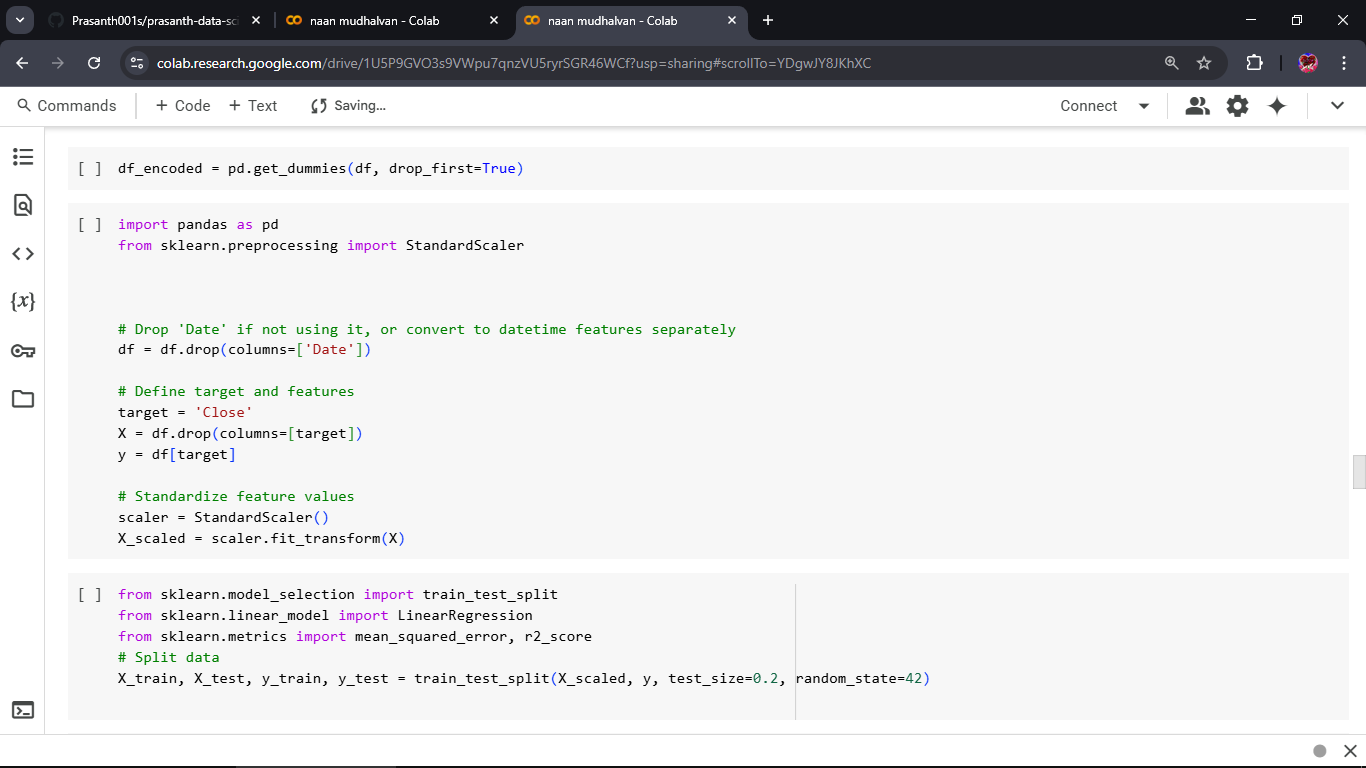 Prasanth001s/prasanth-data-sc
naan mudhalvan - Colab
naan mudhalvan - Colab
colab.research.google.com/drive/1U5P9GVO3s9VWpu7qnzVU5ryrSGR46WCf?usp=sharing#scrollTo=YDgwJY8JKhXC
Commands + Code + Text Saving... Connect
[ ] df_encoded = pd.get_dummies(df, drop_first=True)
[ ] import pandas as pd
from sklearn.preprocessing import StandardScaler
# Drop 'Date' if not using it, or convert to datetime features separately
df = df.drop(columns=['Date'])
# Define target and features
target = 'Close'
X = df.drop(columns=[target])
y = df[target]
# Standardize feature values
scaler = StandardScaler()
X_scaled = scaler.fit_transform(X)
[ ] from sklearn.model_selection import train_test_split
from sklearn.linear_model import LinearRegression
from sklearn.metrics import mean_squared_error, r2_score
# Split data
X_train, X_test, y_train, y_test = train_test_split(X_scaled, y, test_size=0.2, random_state=42)